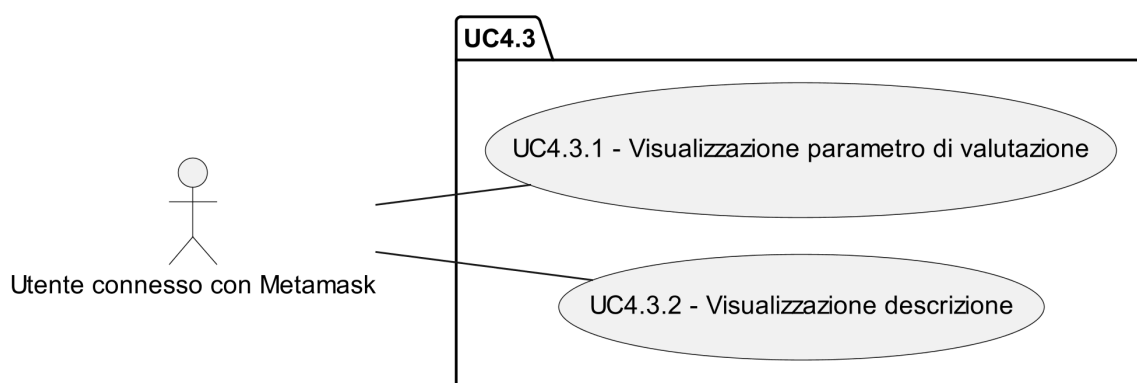 UC4.3
UC4.3.1 - Visualizzazione parametro di valutazione
Utente connesso con Metamask
UC4.3.2 - Visualizzazione descrizione